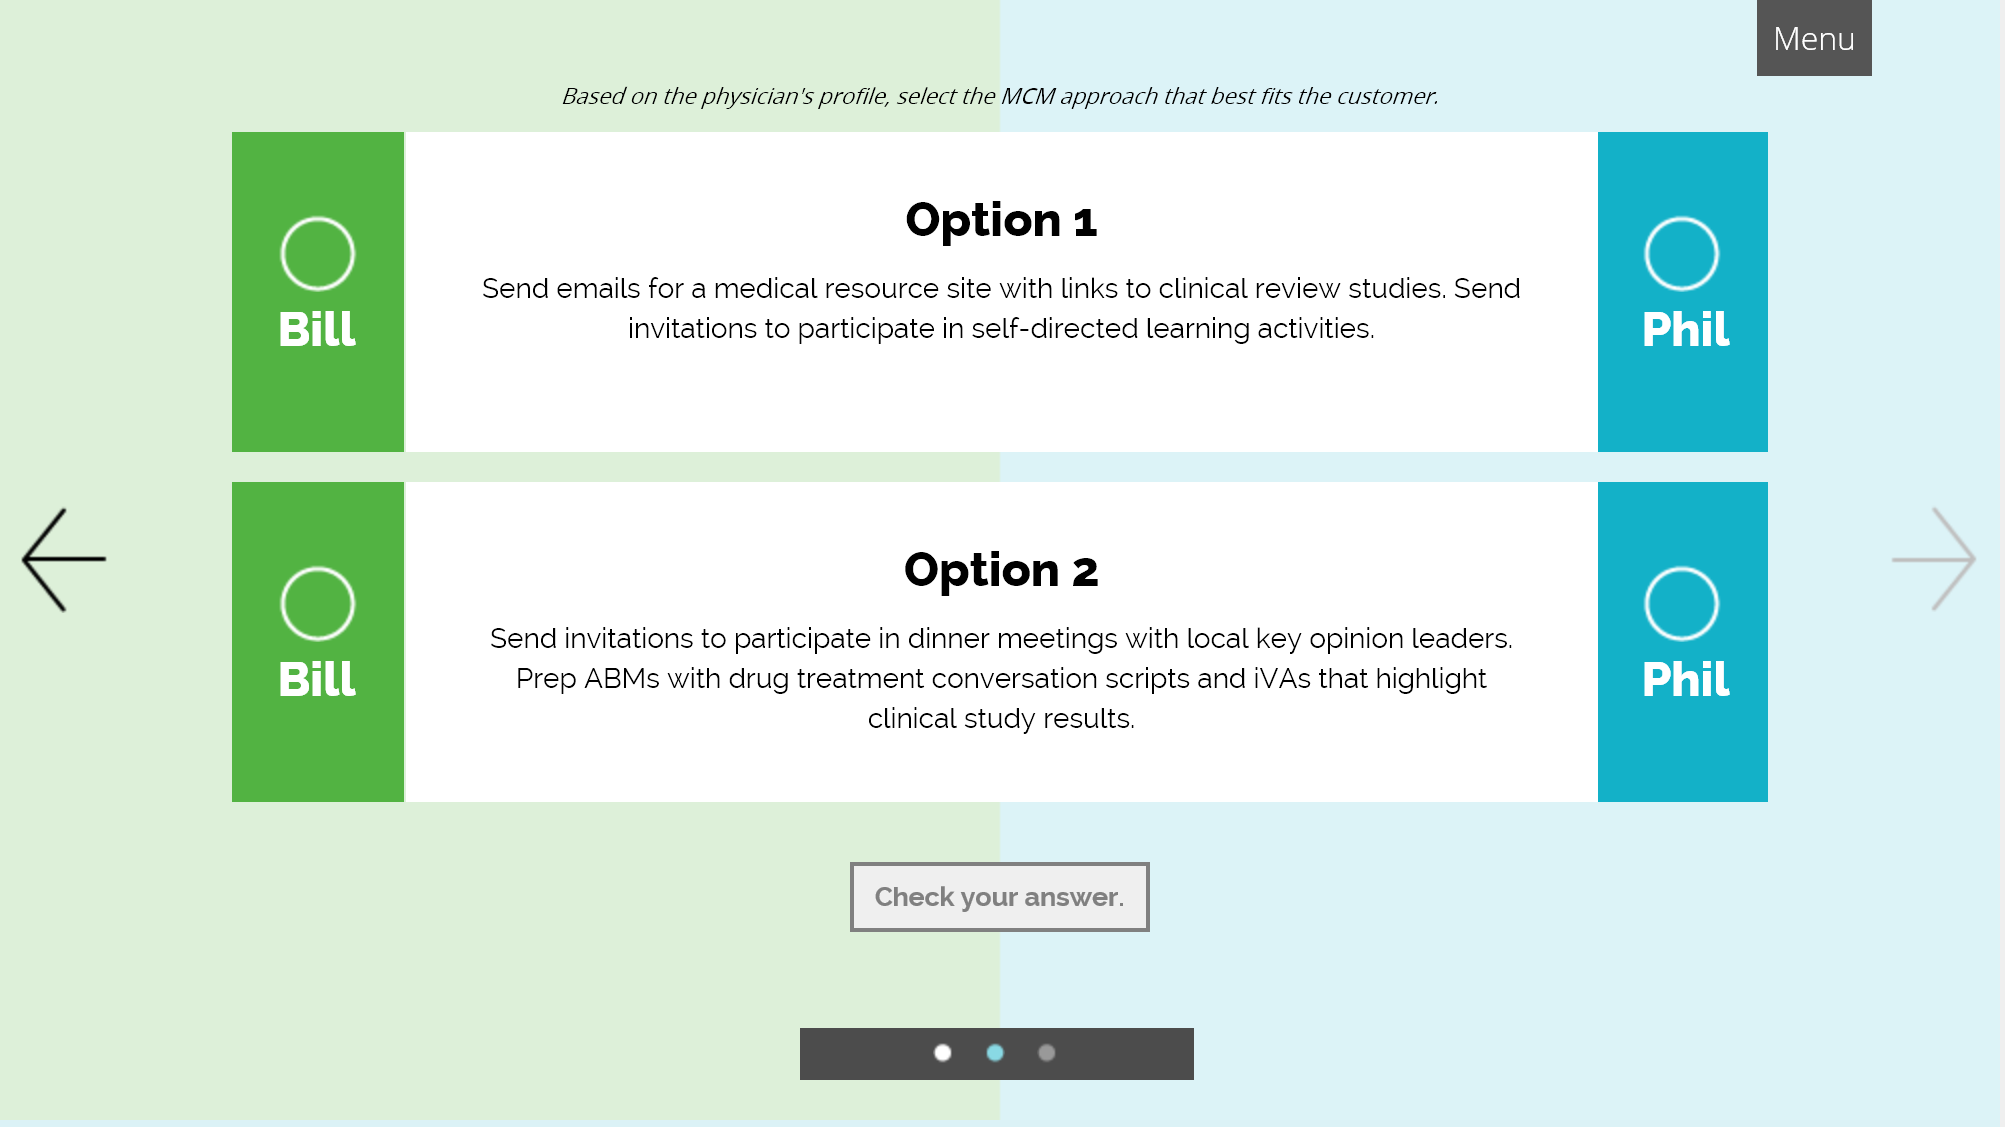 Menu
Based on the physician's profile, select the MCM approach that best fits the customer.
Bill
Option 1
Send emails for a medical resource site with links to clinical review studies. Send
invitations to participate in self-directed learning activities.
Phil
Bill
Option 2
Send invitations to participate in dinner meetings with local key opinion leaders.
Prep ABMs with drug treatment conversation scripts and iVAs that highlight
clinical study results.
Phil
Check your answer.